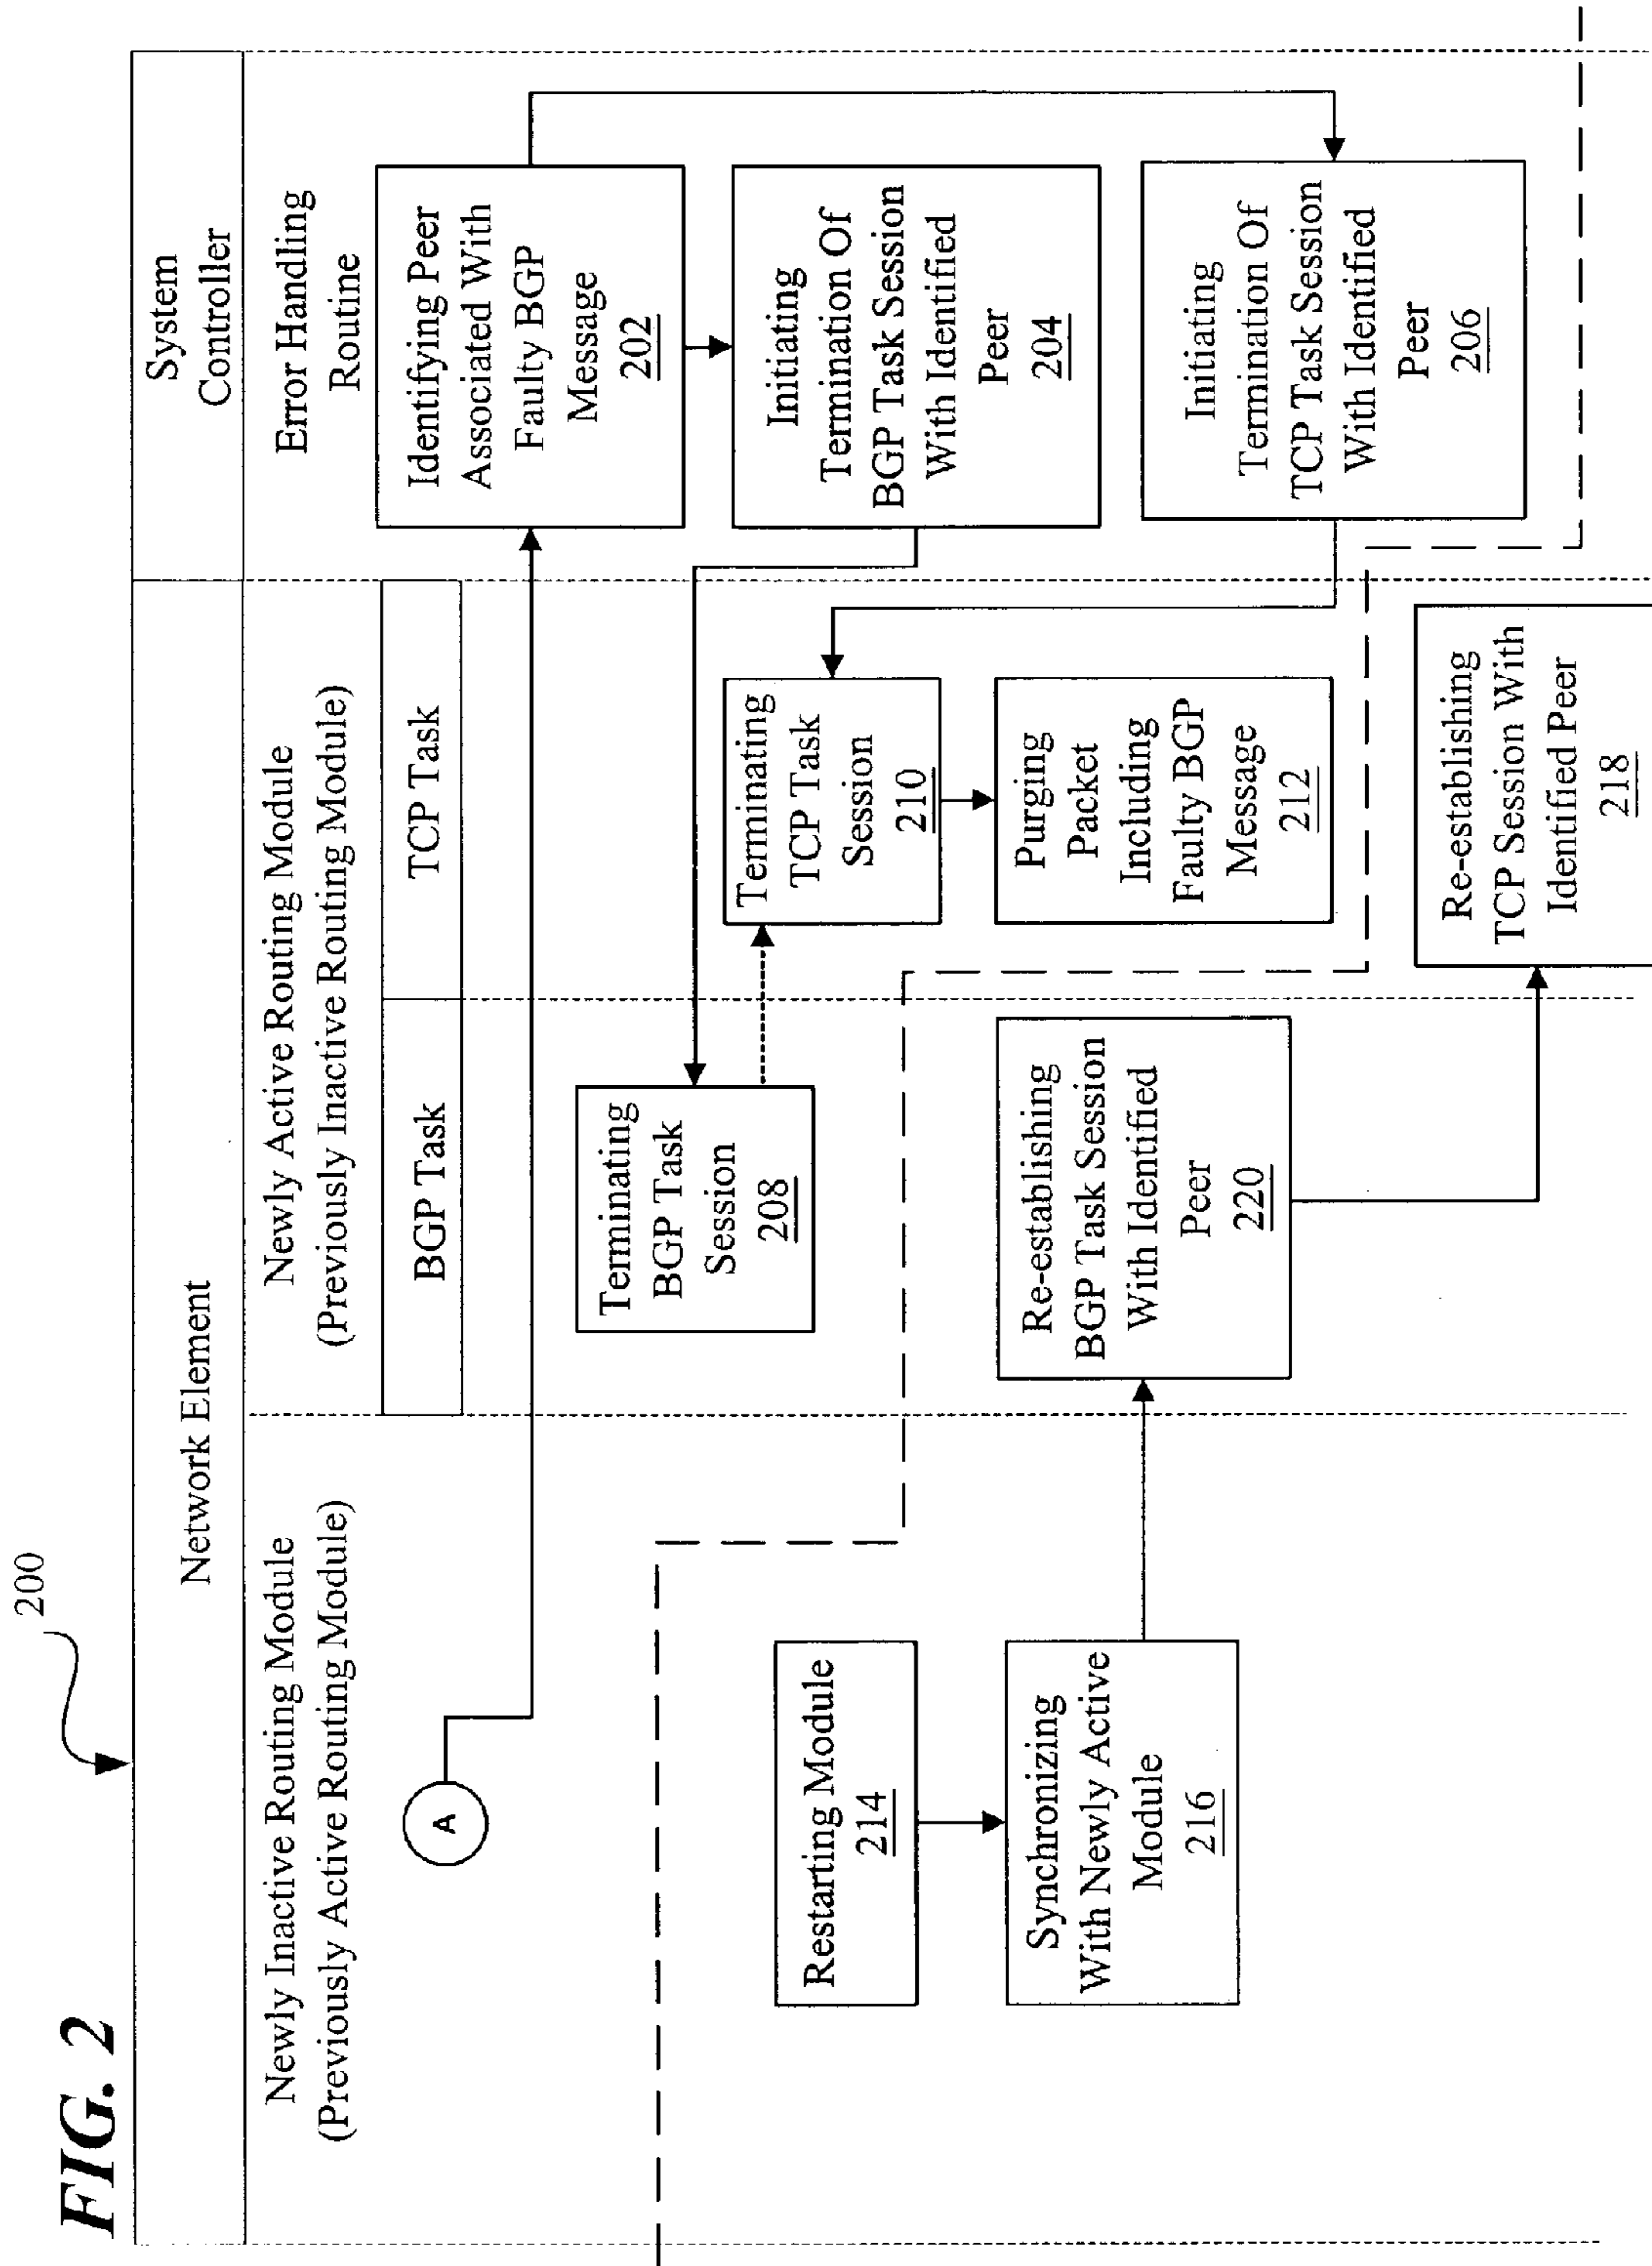 FIG. 2
200
Network Element
System
Controller
Newly Inactive Routing Module
(Previously Active Routing Module)
Newly Active Routing Module
(Previously Inactive Routing Module)
Error Handling
Routine
BGP Task
TCP Task
A
Identifying Peer
Associated With
Faulty BGP
Message
202
Initiating
Termination Of
BGP Task Session
With Identified
Peer
204
Initiating
Termination Of
TCP Task Session
With Identified
Peer
206
Terminating
BGP Task
Session
208
Terminating
TCP Task
Session
210
Purging
Packet
Including
Faulty BGP
Message
212
Restarting Module
214
Synchronizing
With Newly Active
Module
216
Re-establishing
BGP Task Session
With Identified
Peer
220
Re-establishing
TCP Session With
Identified Peer
218